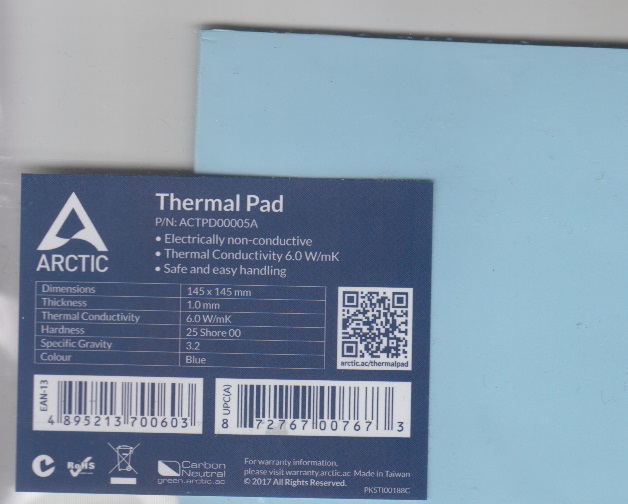 ARCTIC
Thermal Pad
P/N: ACTPD00005A
• Electrically non-conductive
• Thermal Conductivity 6.0 W/mK
• Safe and easy handling
Dimensions 145 x 145 mm
Thickness 1.0 mm
Thermal Conductivity 6.0 W/mK
Hardness 25 Shore 00
Specific Gravity 3.2
Colour Blue
arctic.ac/thermalpad
EAN-13
4 895213 700603
UPC(A)
8 72767 00767 3
RoHS
Carbon
Neutral
green.arctic.ac
For warranty information,
please visit warranty.arctic.ac Made in Taiwan
© 2017 All Rights Reserved.
PKSTI00188C